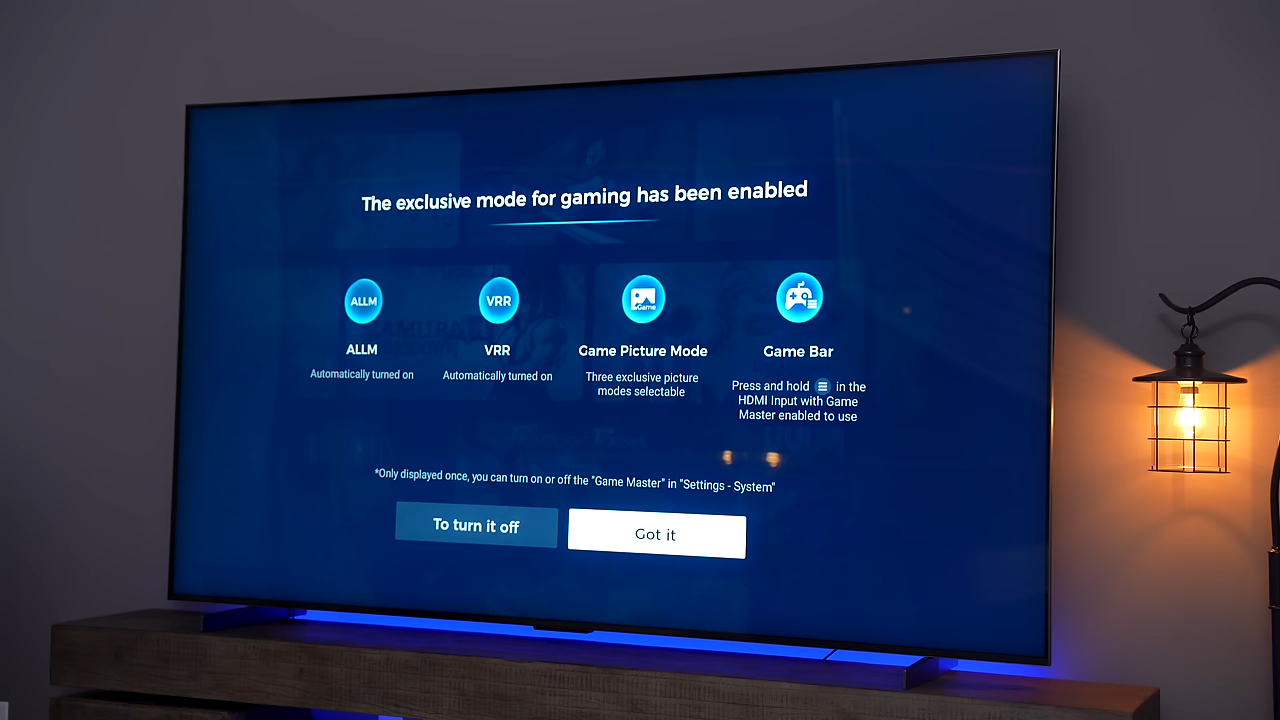 The exclusive mode for gaming has been enabled
ALLM
VRR
Game
ALLM
VRR
Game Picture Mode
Game Bar
Automatically turned on
Automatically turned on
Three exclusive picture
modes selectable
Press and hold in the
HDMI Input with Game
Master enabled to use
*Only displayed once, you can turn on or off the "Game Master" in "Settings - System"
To turn it off
Got it